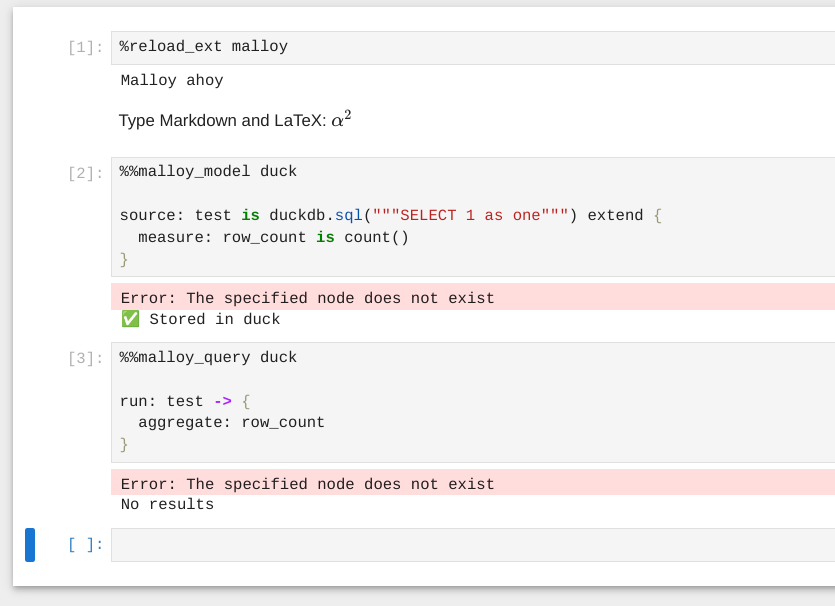 [1]: %reload_ext malloy
Malloy ahoy
Type Markdown and LaTeX: α²
[2]: %%malloy_model duck
source: test is duckdb.sql("""SELECT 1 as one""") extend {
  measure: row_count is count()
}
Error: The specified node does not exist
✅ Stored in duck
[3]: %%malloy_query duck
run: test -> {
  aggregate: row_count
}
Error: The specified node does not exist
No results
[ ]: